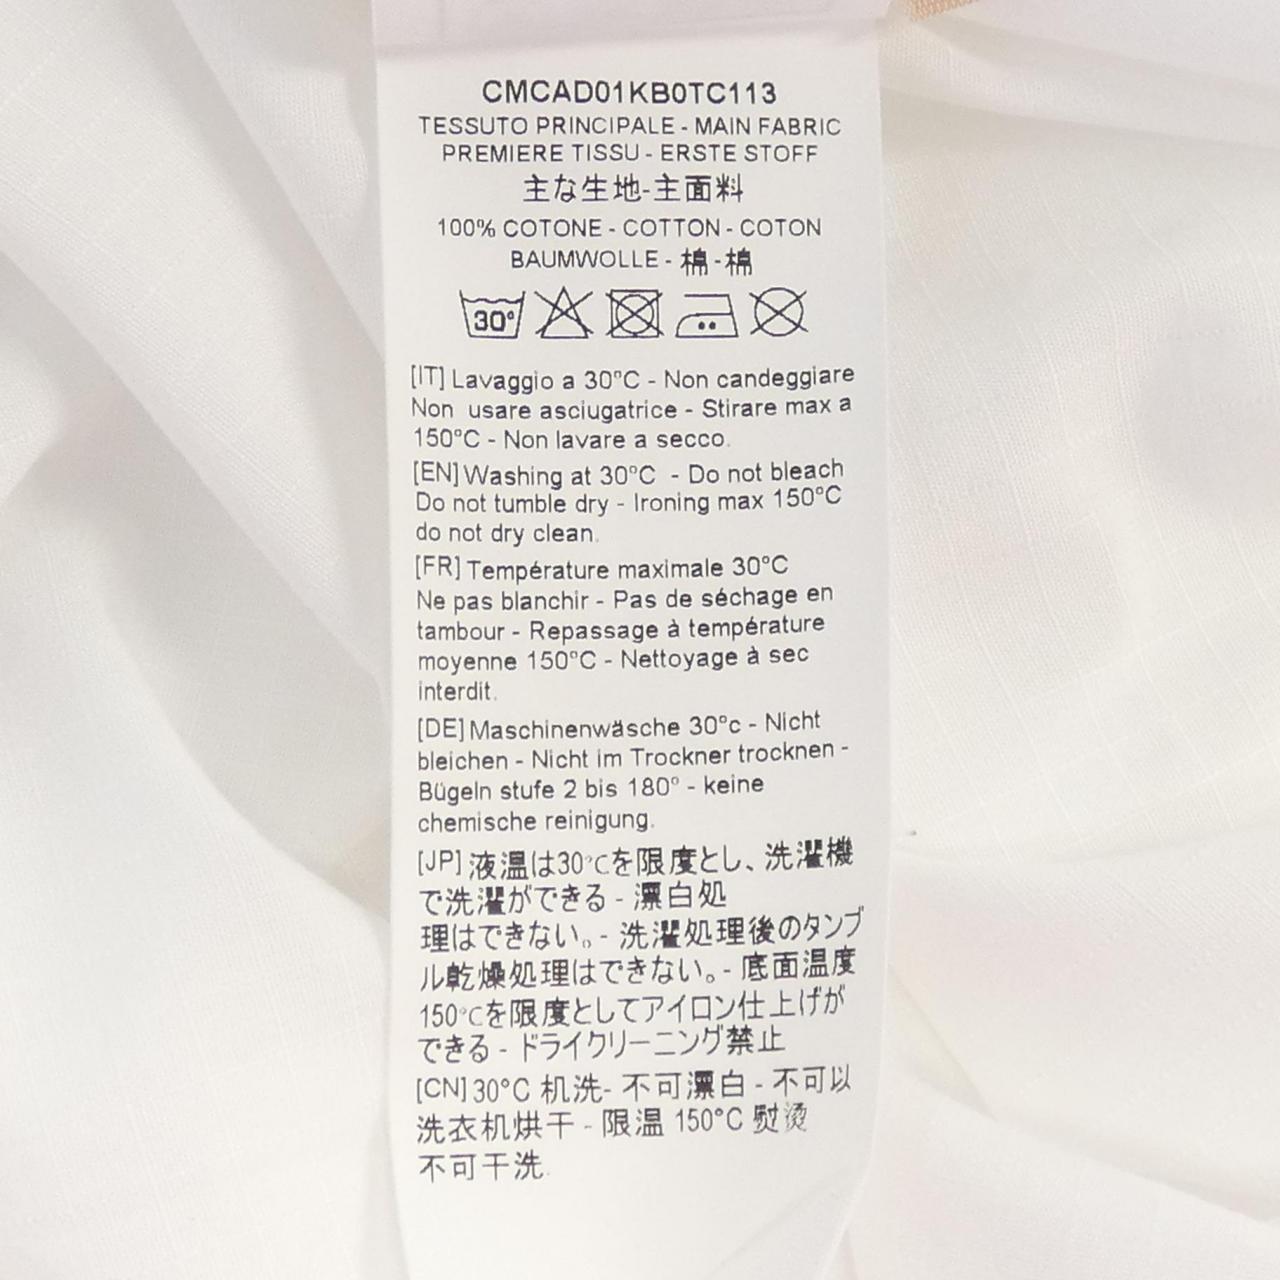 CMCAD01KB0TC113
TESSUTO PRINCIPALE - MAIN FABRIC
PREMIERE TISSU - ERSTE STOFF
主な生地-主面料
100% COTONE - COTTON - COTON
BAUMWOLLE - 棉 - 棉
30°
[IT] Lavaggio a 30°C - Non candeggiare
Non usare asciugatrice - Stirare max a
150°C - Non lavare a secco.
[EN] Washing at 30°C - Do not bleach
Do not tumble dry - Ironing max 150°C
do not dry clean.
[FR] Température maximale 30°C
Ne pas blanchir - Pas de séchage en
tambour - Repassage à température
moyenne 150°C - Nettoyage à sec
interdit.
[DE] Maschinenwäsche 30°c - Nicht
bleichen - Nicht im Trockner trocknen -
Bügeln stufe 2 bis 180° - keine
chemische reinigung.
[JP] 液温は30℃を限度とし、洗濯機
で洗濯ができる - 漂白処
理はできない。- 洗濯処理後のタンブ
ル乾燥処理はできない。- 底面温度
150℃を限度としてアイロン仕上げが
できる - ドライクリーニング禁止
[CN] 30°C 机洗- 不可漂白 - 不可以
洗衣机烘干 - 限温 150°C 熨烫
不可干洗.